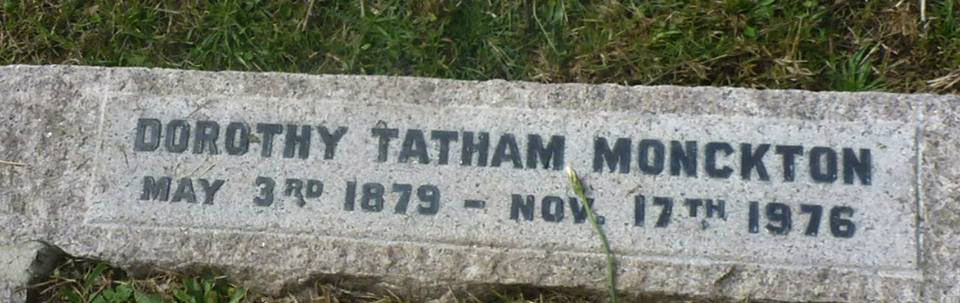 DOROTHY TATHAM MONCKTON
MAY 3RD 1879 - NOV. 17TH 1976